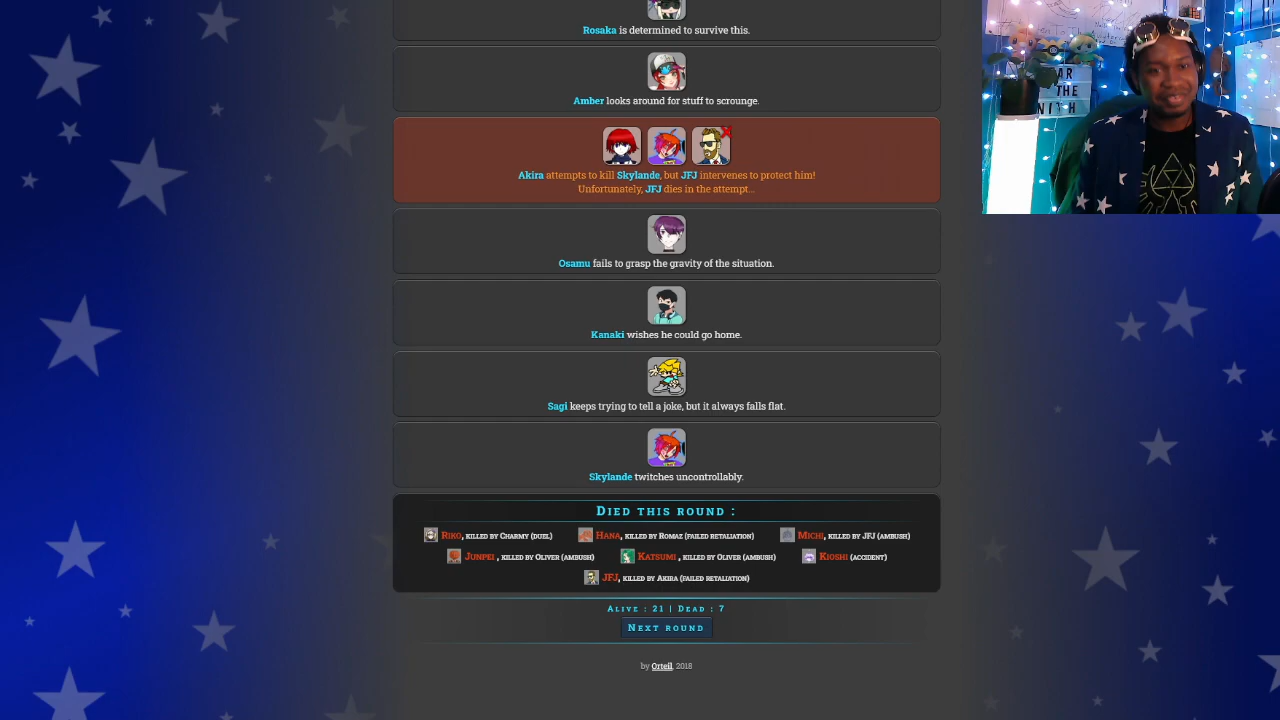 Rosaka is determined to survive this.
Amber looks around for stuff to scrounge.
Akira attempts to kill Skylande, but JFJ intervenes to protect him!
Unfortunately, JFJ dies in the attempt...
Osamu fails to grasp the gravity of the situation.
Kanaki wishes he could go home.
Sagi keeps trying to tell a joke, but it always falls flat.
Skylande twitches uncontrollably.
Died this round :
Riko, killed by Charmy (duel) Hana, killed by Romaz (failed retaliation) Michi, killed by JFJ (ambush)
Junpei , killed by Oliver (ambush) Katsumi , killed by Oliver (ambush) Kioshi (accident)
JFJ, killed by Akira (failed retaliation)
Alive : 21 | Dead : 7
Next round
by Orteil, 2018